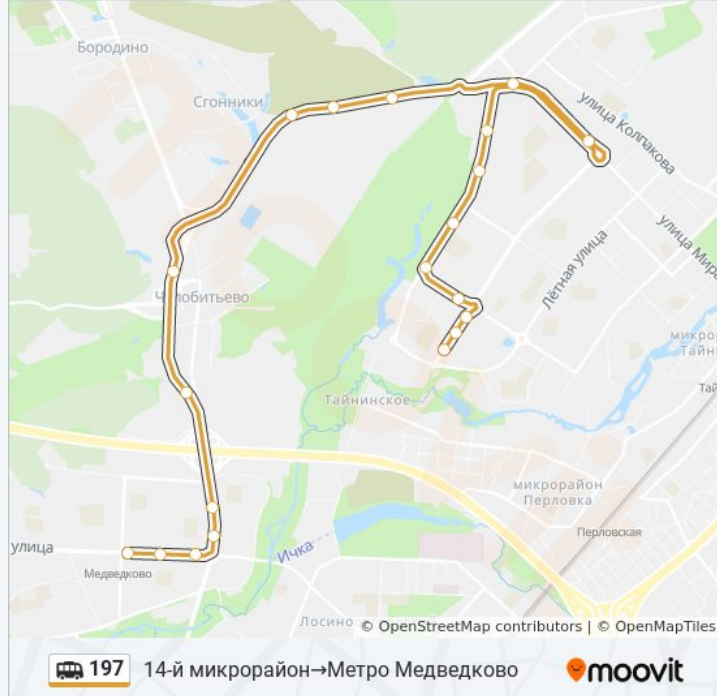 Бородино
Сгонники
улица Колпакова
улица Мира
Лётная улица
Челобитьево
микро
Тайн
Тай
Тайнинское
микрорайон
Перловка
Перловская
улица
Медведково
Ичка
Лосино
© OpenStreetMap contributors | © OpenMapTiles
197 14-й микрорайон→Метро Медведково
moovit